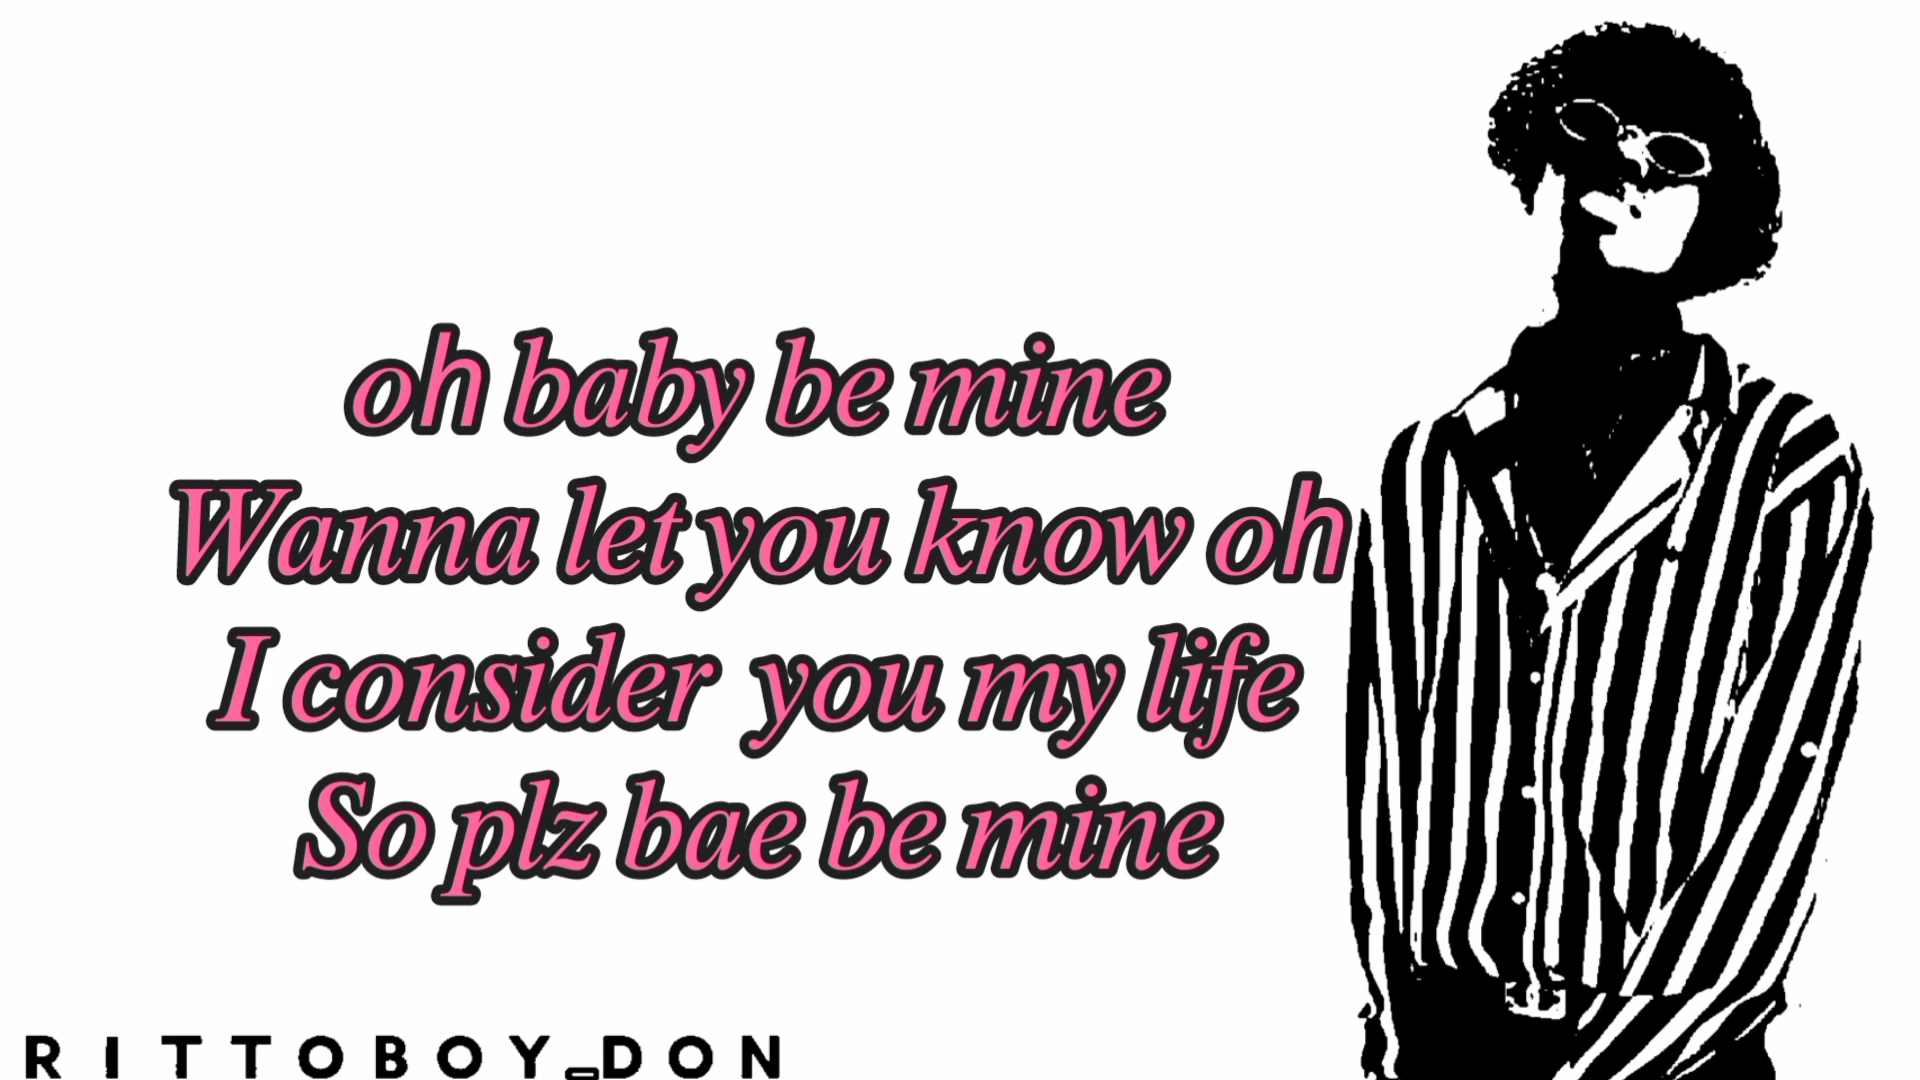 oh baby be mine
Wanna let you know oh
I consider you my life
So plz bae be mine
RITTOBOY_DON